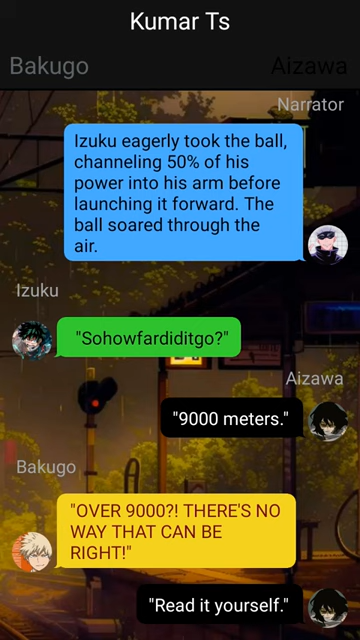 Kumar Ts
Bakugo
Aizawa
Narrator
Izuku eagerly took the ball,
channeling 50% of his
power into his arm before
launching it forward. The
ball soared through the
air.
Izuku
"Sohowfardiditgo?"
Aizawa
"9000 meters."
Bakugo
"OVER 9000?! THERE'S NO
WAY THAT CAN BE
RIGHT!"
"Read it yourself."